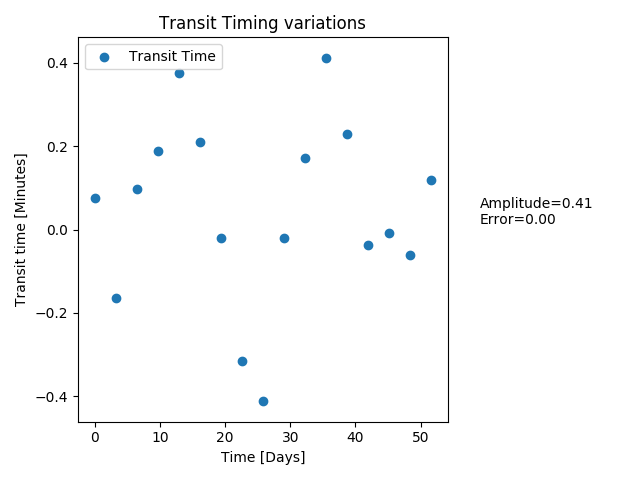 Transit Timing variations
Transit Time
Transit time [Minutes]
0.4
0.2
0.0
−0.2
−0.4
0 10 20 30 40 50
Time [Days]
Amplitude=0.41
Error=0.00